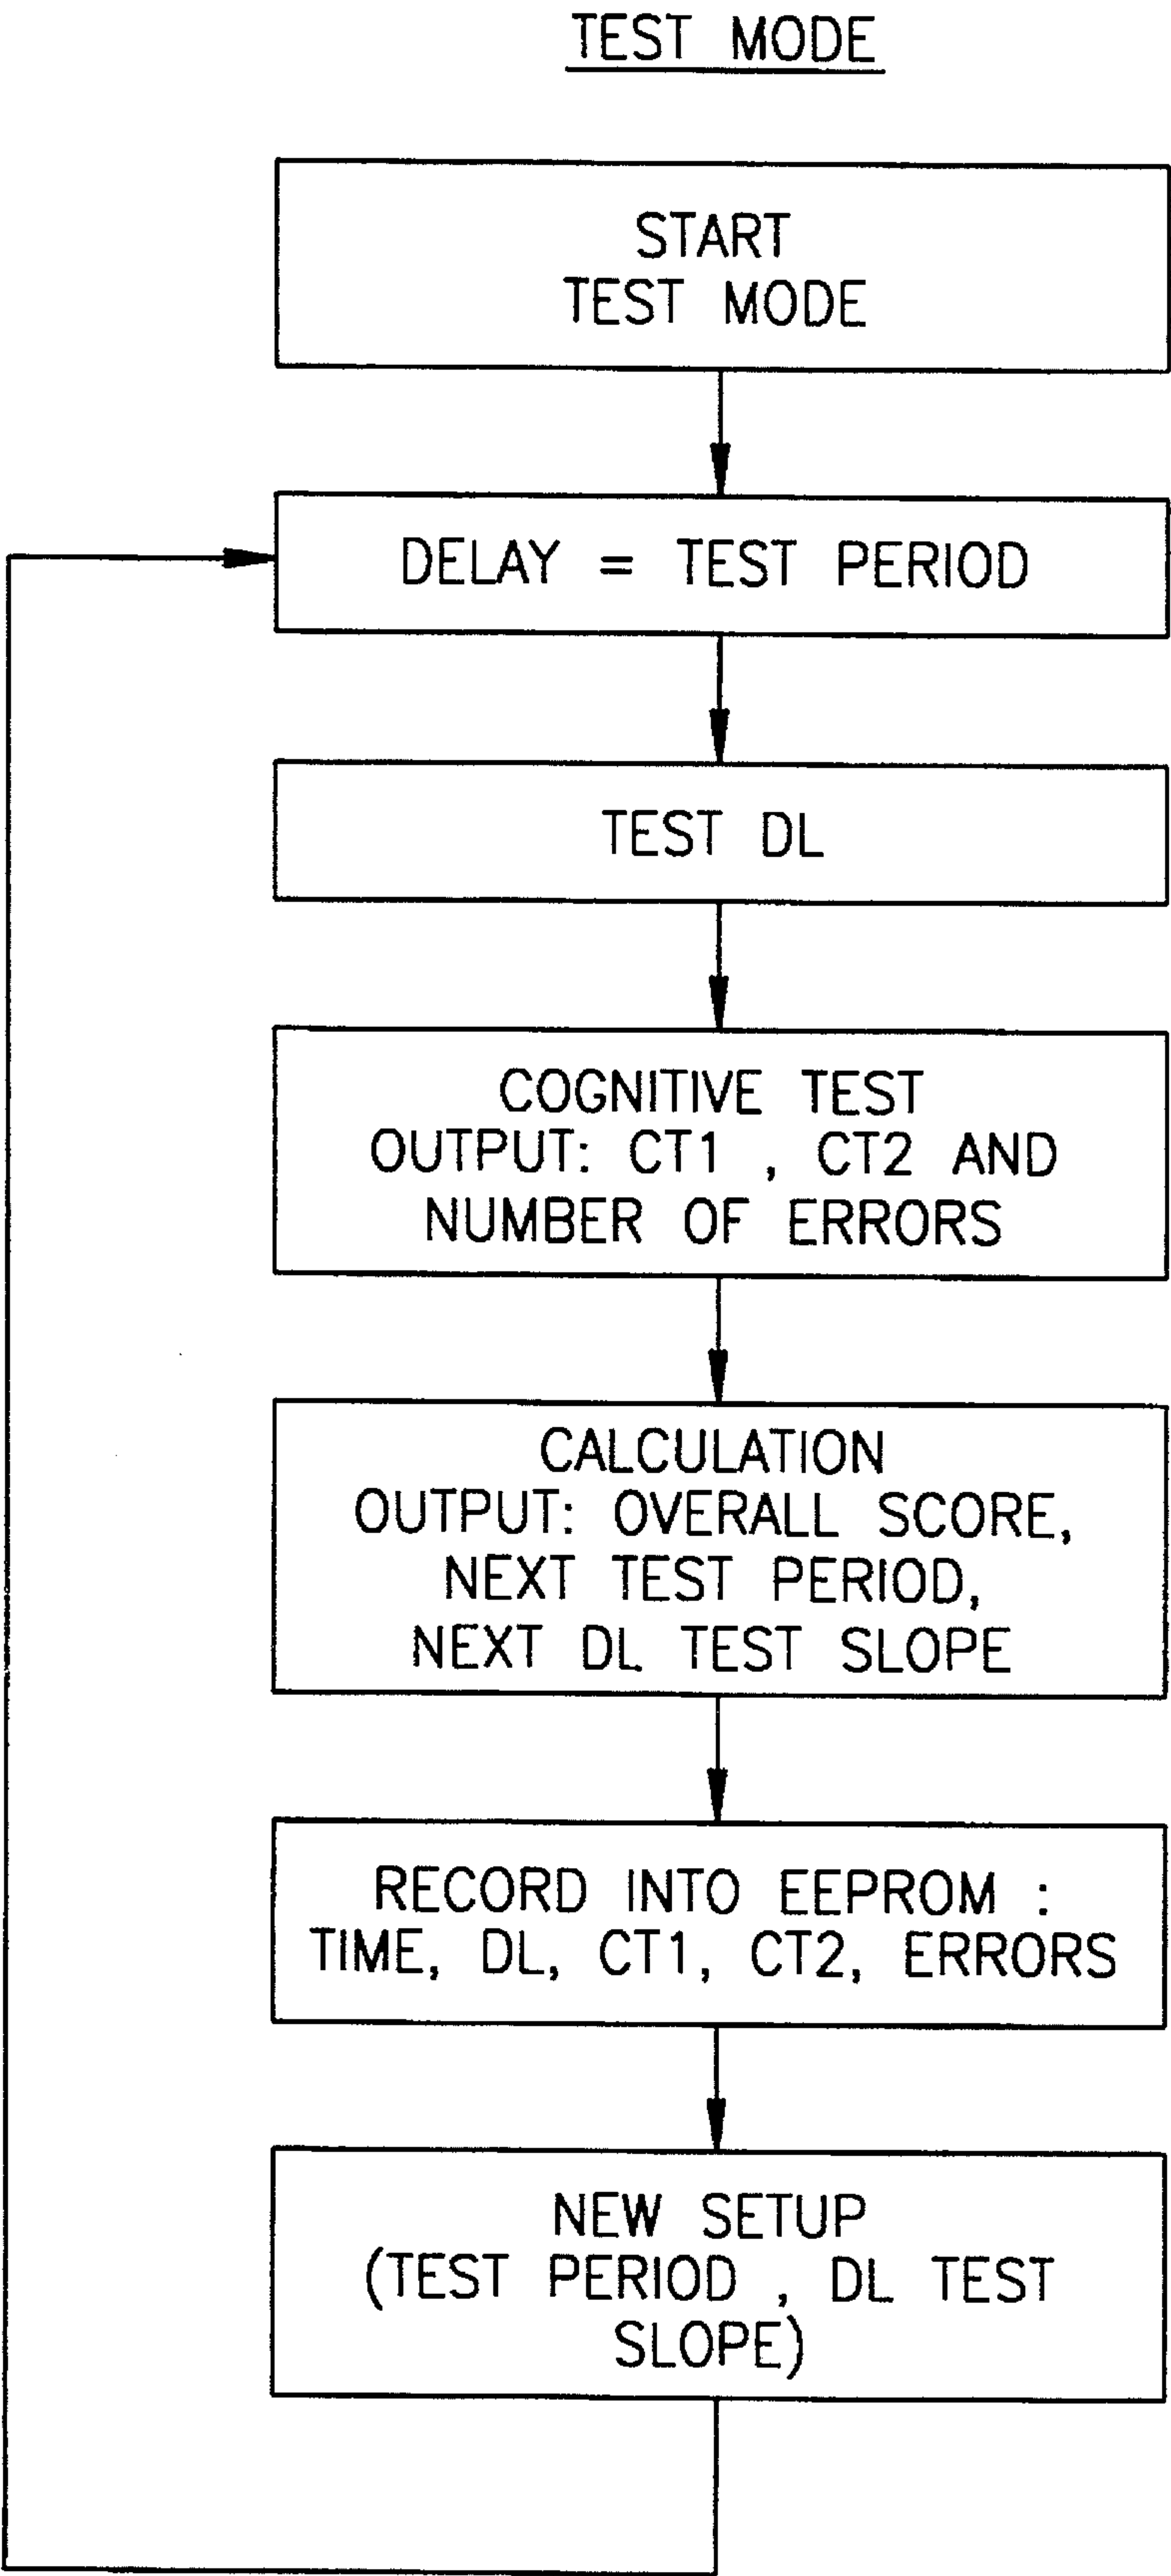 TEST MODE
START
TEST MODE
DELAY = TEST PERIOD
TEST DL
COGNITIVE TEST
OUTPUT: CT1 , CT2 AND
NUMBER OF ERRORS
CALCULATION
OUTPUT: OVERALL SCORE,
NEXT TEST PERIOD,
NEXT DL TEST SLOPE
RECORD INTO EEPROM :
TIME, DL, CT1, CT2, ERRORS
NEW SETUP
(TEST PERIOD , DL TEST
SLOPE)